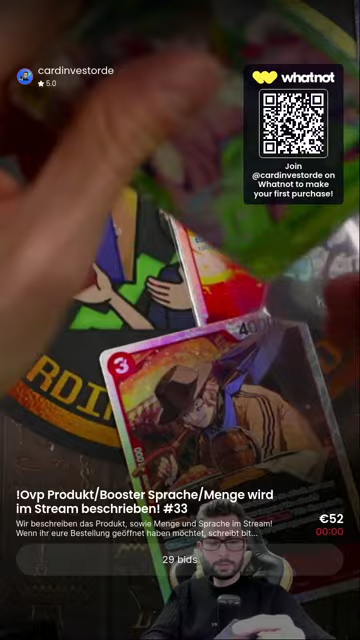 cardinvestorde
★ 5.0
whatnot
Join
@cardinvestorde on
Whatnot to make
your first purchase!
400
3
RDIN
!Ovp Produkt/Booster Sprache/Menge wird
im Stream beschrieben! #33
€52
Wir beschreiben das Produkt, sowie Menge und Sprache im Stream!
Wenn ihr eure Bestellung geöffnet haben möchtet, schreibt bit...
00:00
29 bids